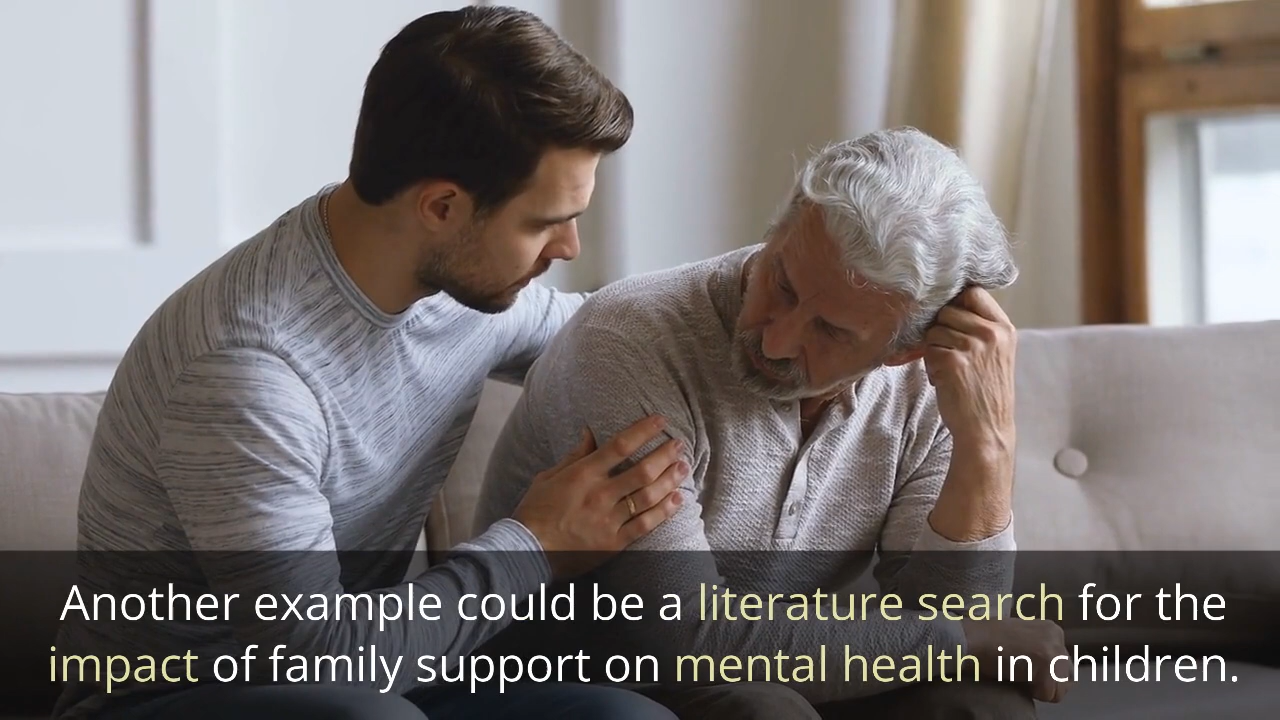 Another example could be a literature search for the
impact of family support on mental health in children.